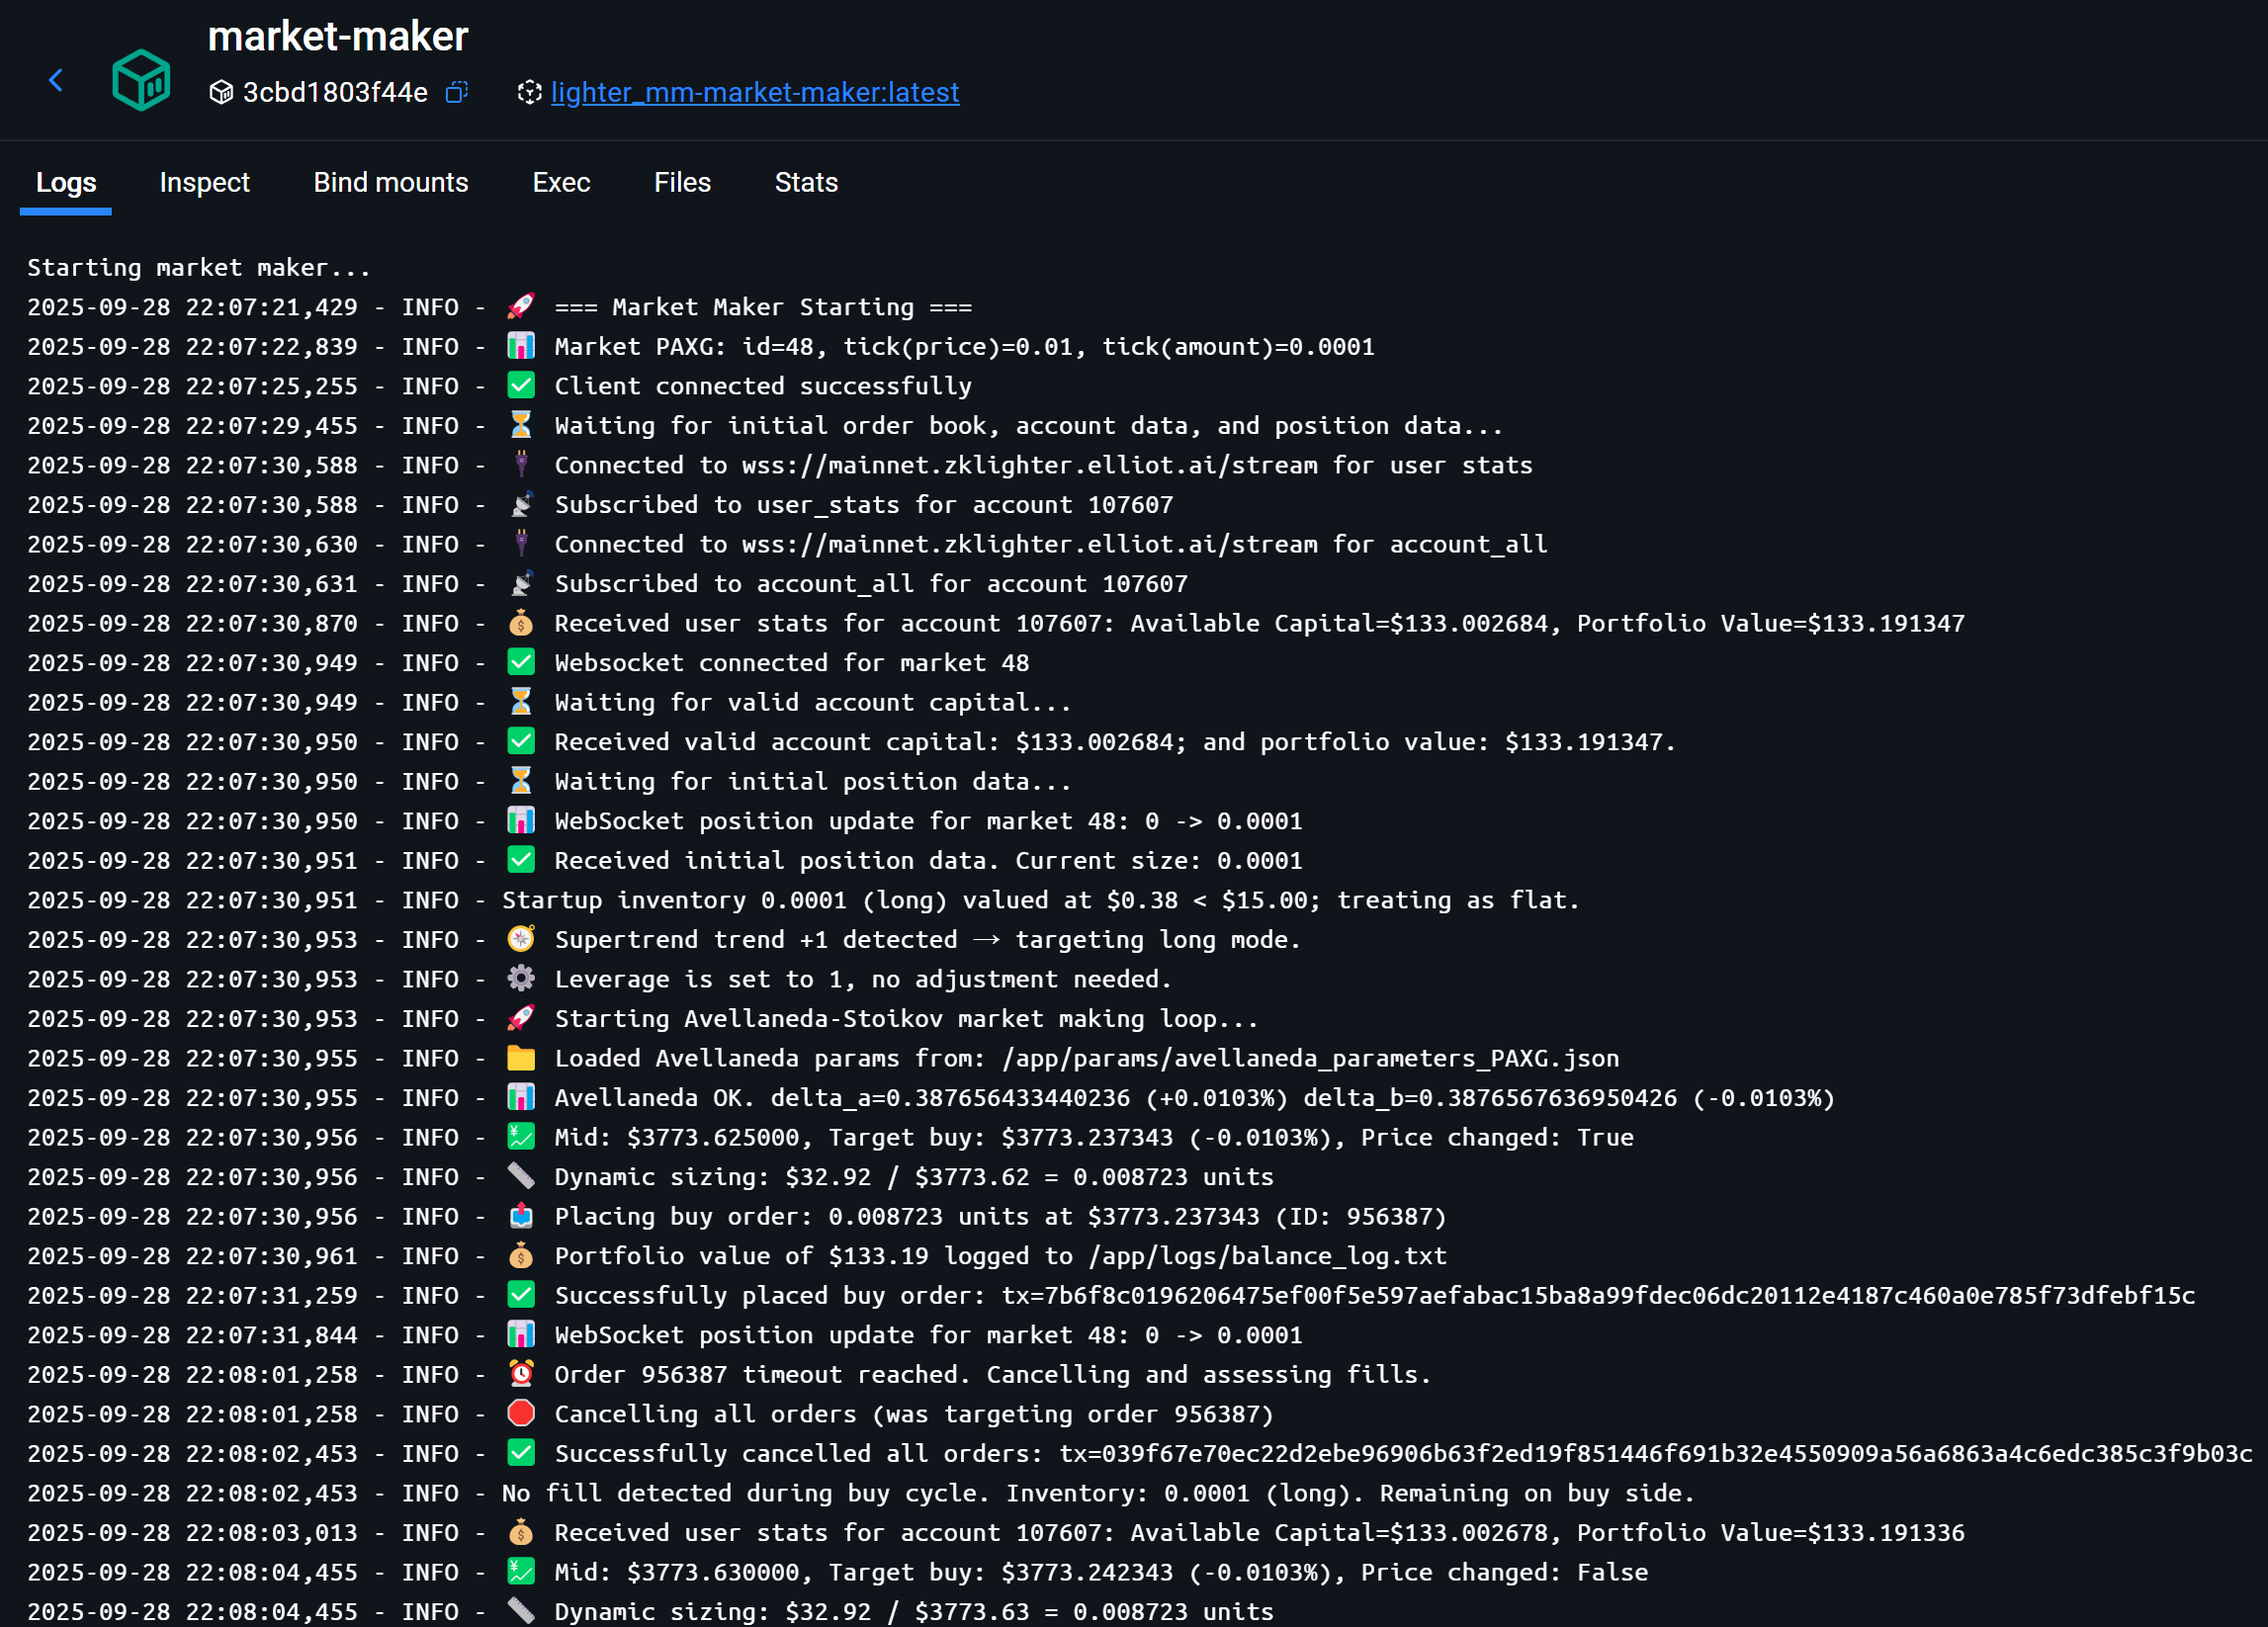 market-maker
3cbd1803f44e lighter_mm-market-maker:latest
Logs Inspect Bind mounts Exec Files Stats
Starting market maker...
2025-09-28 22:07:21,429 - INFO - 🚀 === Market Maker Starting ===
2025-09-28 22:07:22,839 - INFO - 📊 Market PAXG: id=48, tick(price)=0.01, tick(amount)=0.0001
2025-09-28 22:07:25,255 - INFO - ✅ Client connected successfully
2025-09-28 22:07:29,455 - INFO - ⏳ Waiting for initial order book, account data, and position data...
2025-09-28 22:07:30,588 - INFO - 🔌 Connected to wss://mainnet.zklighter.elliot.ai/stream for user stats
2025-09-28 22:07:30,588 - INFO - 📡 Subscribed to user_stats for account 107607
2025-09-28 22:07:30,630 - INFO - 🔌 Connected to wss://mainnet.zklighter.elliot.ai/stream for account_all
2025-09-28 22:07:30,631 - INFO - 📡 Subscribed to account_all for account 107607
2025-09-28 22:07:30,870 - INFO - 💰 Received user stats for account 107607: Available Capital=$133.002684, Portfolio Value=$133.191347
2025-09-28 22:07:30,949 - INFO - ✅ Websocket connected for market 48
2025-09-28 22:07:30,949 - INFO - ⏳ Waiting for valid account capital...
2025-09-28 22:07:30,950 - INFO - ✅ Received valid account capital: $133.002684; and portfolio value: $133.191347.
2025-09-28 22:07:30,950 - INFO - ⏳ Waiting for initial position data...
2025-09-28 22:07:30,950 - INFO - 📊 WebSocket position update for market 48: 0 -> 0.0001
2025-09-28 22:07:30,951 - INFO - ✅ Received initial position data. Current size: 0.0001
2025-09-28 22:07:30,951 - INFO - Startup inventory 0.0001 (long) valued at $0.38 < $15.00; treating as flat.
2025-09-28 22:07:30,953 - INFO - 🧭 Supertrend trend +1 detected → targeting long mode.
2025-09-28 22:07:30,953 - INFO - ⚙️ Leverage is set to 1, no adjustment needed.
2025-09-28 22:07:30,953 - INFO - 🚀 Starting Avellaneda-Stoikov market making loop...
2025-09-28 22:07:30,955 - INFO - 📁 Loaded Avellaneda params from: /app/params/avellaneda_parameters_PAXG.json
2025-09-28 22:07:30,955 - INFO - 📊 Avellaneda OK. delta_a=0.387656433440236 (+0.0103%) delta_b=0.3876567636950426 (-0.0103%)
2025-09-28 22:07:30,956 - INFO - 💹 Mid: $3773.625000, Target buy: $3773.237343 (-0.0103%), Price changed: True
2025-09-28 22:07:30,956 - INFO - 📏 Dynamic sizing: $32.92 / $3773.62 = 0.008723 units
2025-09-28 22:07:30,956 - INFO - 📤 Placing buy order: 0.008723 units at $3773.237343 (ID: 956387)
2025-09-28 22:07:30,961 - INFO - 💰 Portfolio value of $133.19 logged to /app/logs/balance_log.txt
2025-09-28 22:07:31,259 - INFO - ✅ Successfully placed buy order: tx=7b6f8c0196206475ef00f5e597aefabac15ba8a99fdec06dc20112e4187c460a0e785f73dfebf15c
2025-09-28 22:07:31,844 - INFO - 📊 WebSocket position update for market 48: 0 -> 0.0001
2025-09-28 22:08:01,258 - INFO - ⏰ Order 956387 timeout reached. Cancelling and assessing fills.
2025-09-28 22:08:01,258 - INFO - 🛑 Cancelling all orders (was targeting order 956387)
2025-09-28 22:08:02,453 - INFO - ✅ Successfully cancelled all orders: tx=039f67e70ec22d2ebe96906b63f2ed19f851446f691b32e4550909a56a6863a4c6edc385c3f9b03c
2025-09-28 22:08:02,453 - INFO - No fill detected during buy cycle. Inventory: 0.0001 (long). Remaining on buy side.
2025-09-28 22:08:03,013 - INFO - 💰 Received user stats for account 107607: Available Capital=$133.002678, Portfolio Value=$133.191336
2025-09-28 22:08:04,455 - INFO - 💹 Mid: $3773.630000, Target buy: $3773.242343 (-0.0103%), Price changed: False
2025-09-28 22:08:04,455 - INFO - 📏 Dynamic sizing: $32.92 / $3773.63 = 0.008723 units